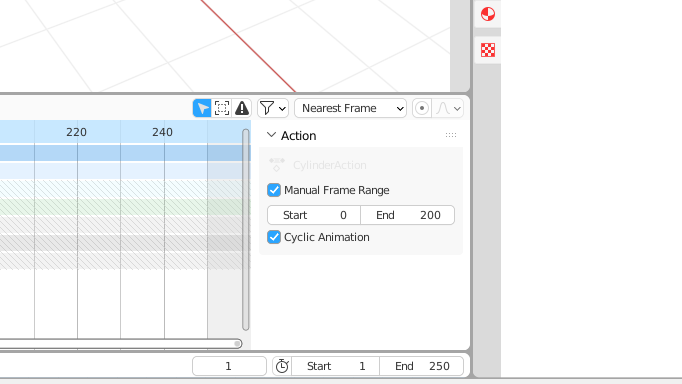 Nearest Frame
220 240
Action
CylinderAction
Manual Frame Range
Start 0 End 200
Cyclic Animation
1 Start 1 End 250